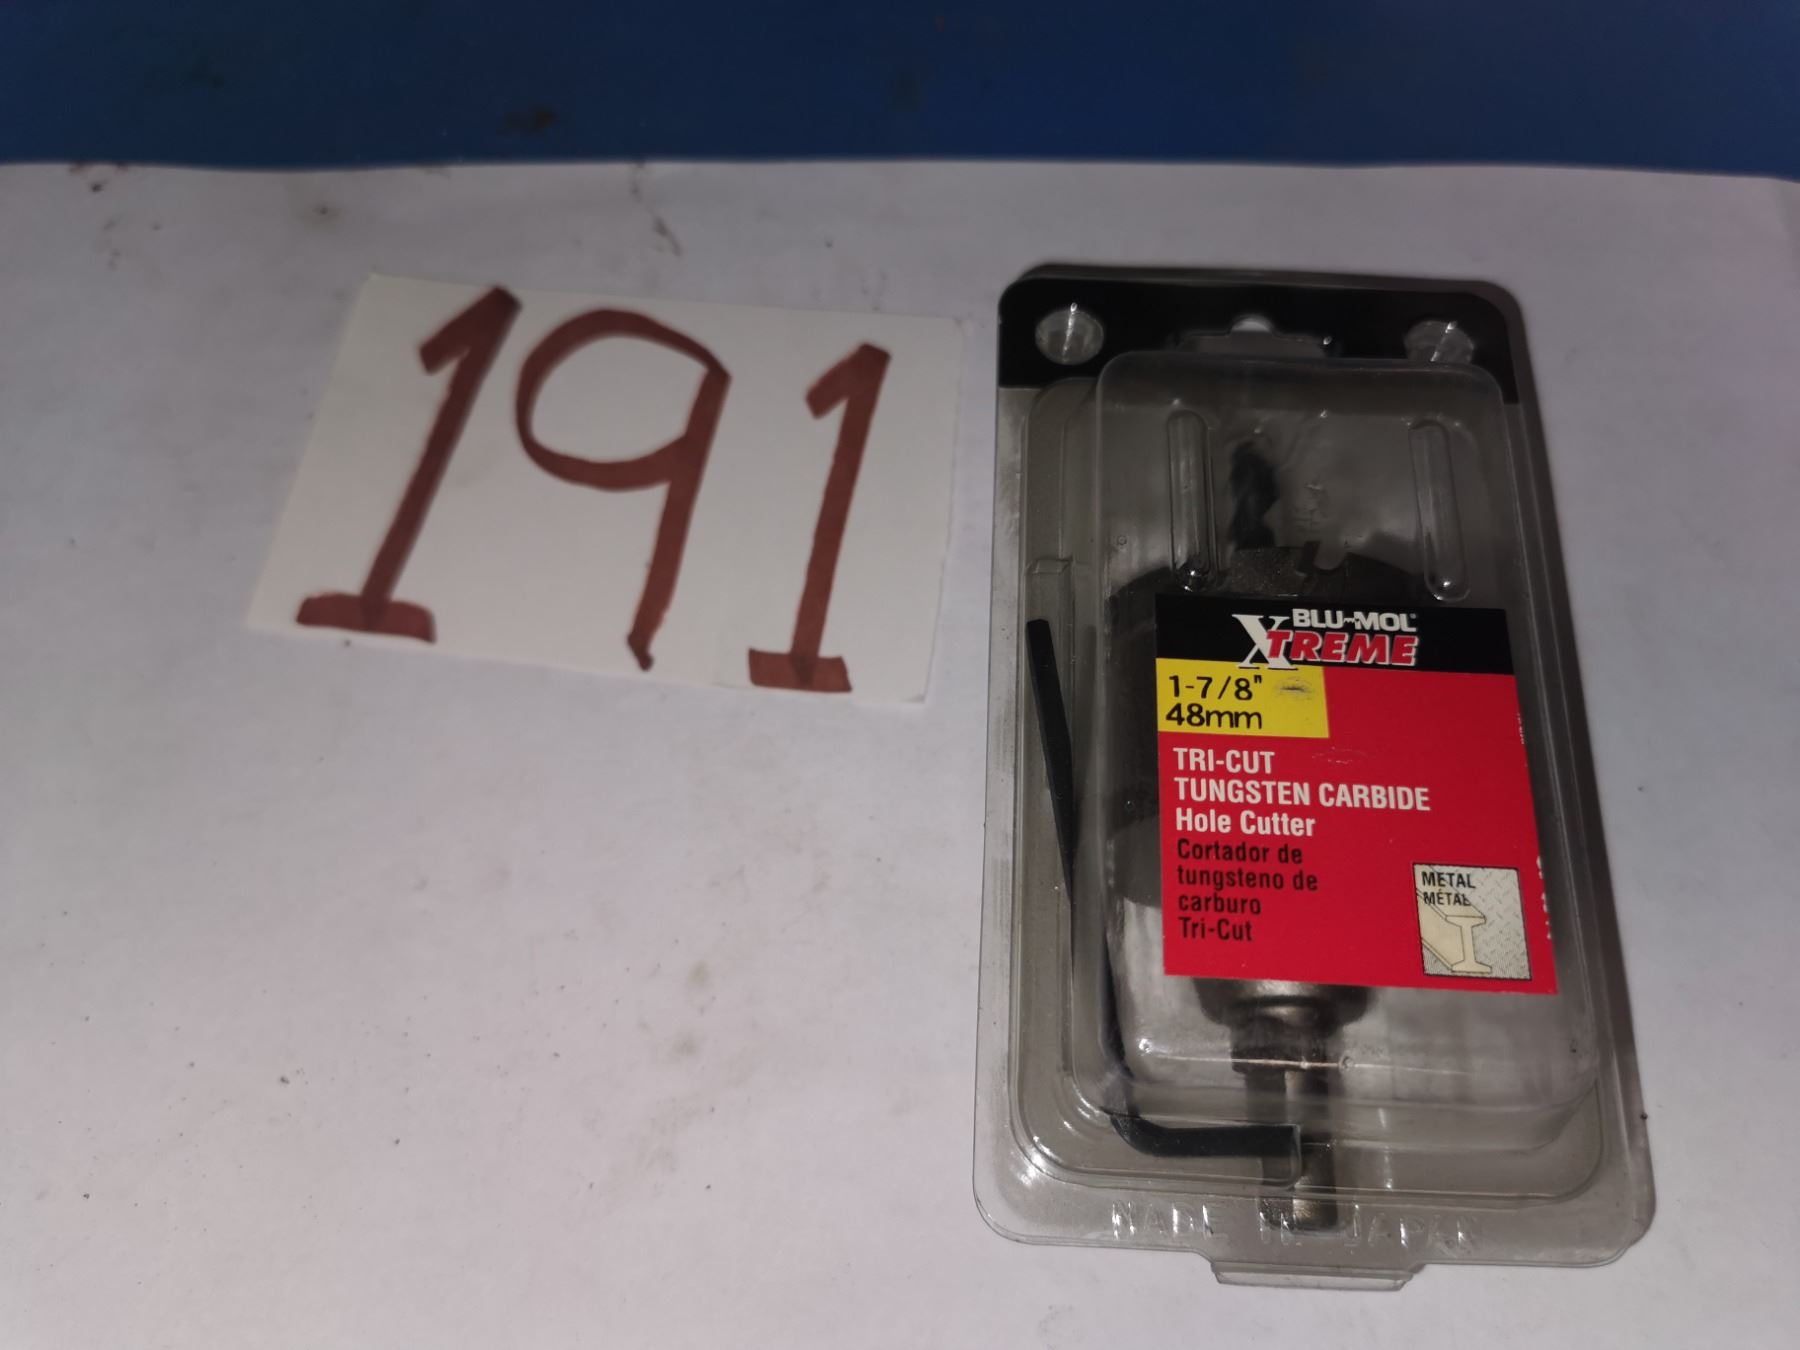 191
BLU-MOL®
XTREME
1-7/8"
48mm
TRI-CUT
TUNGSTEN CARBIDE
Hole Cutter
Cortador de
tungsteno de
carburo
Tri-Cut
METAL
MÉTAL
MADE IN JAPAN